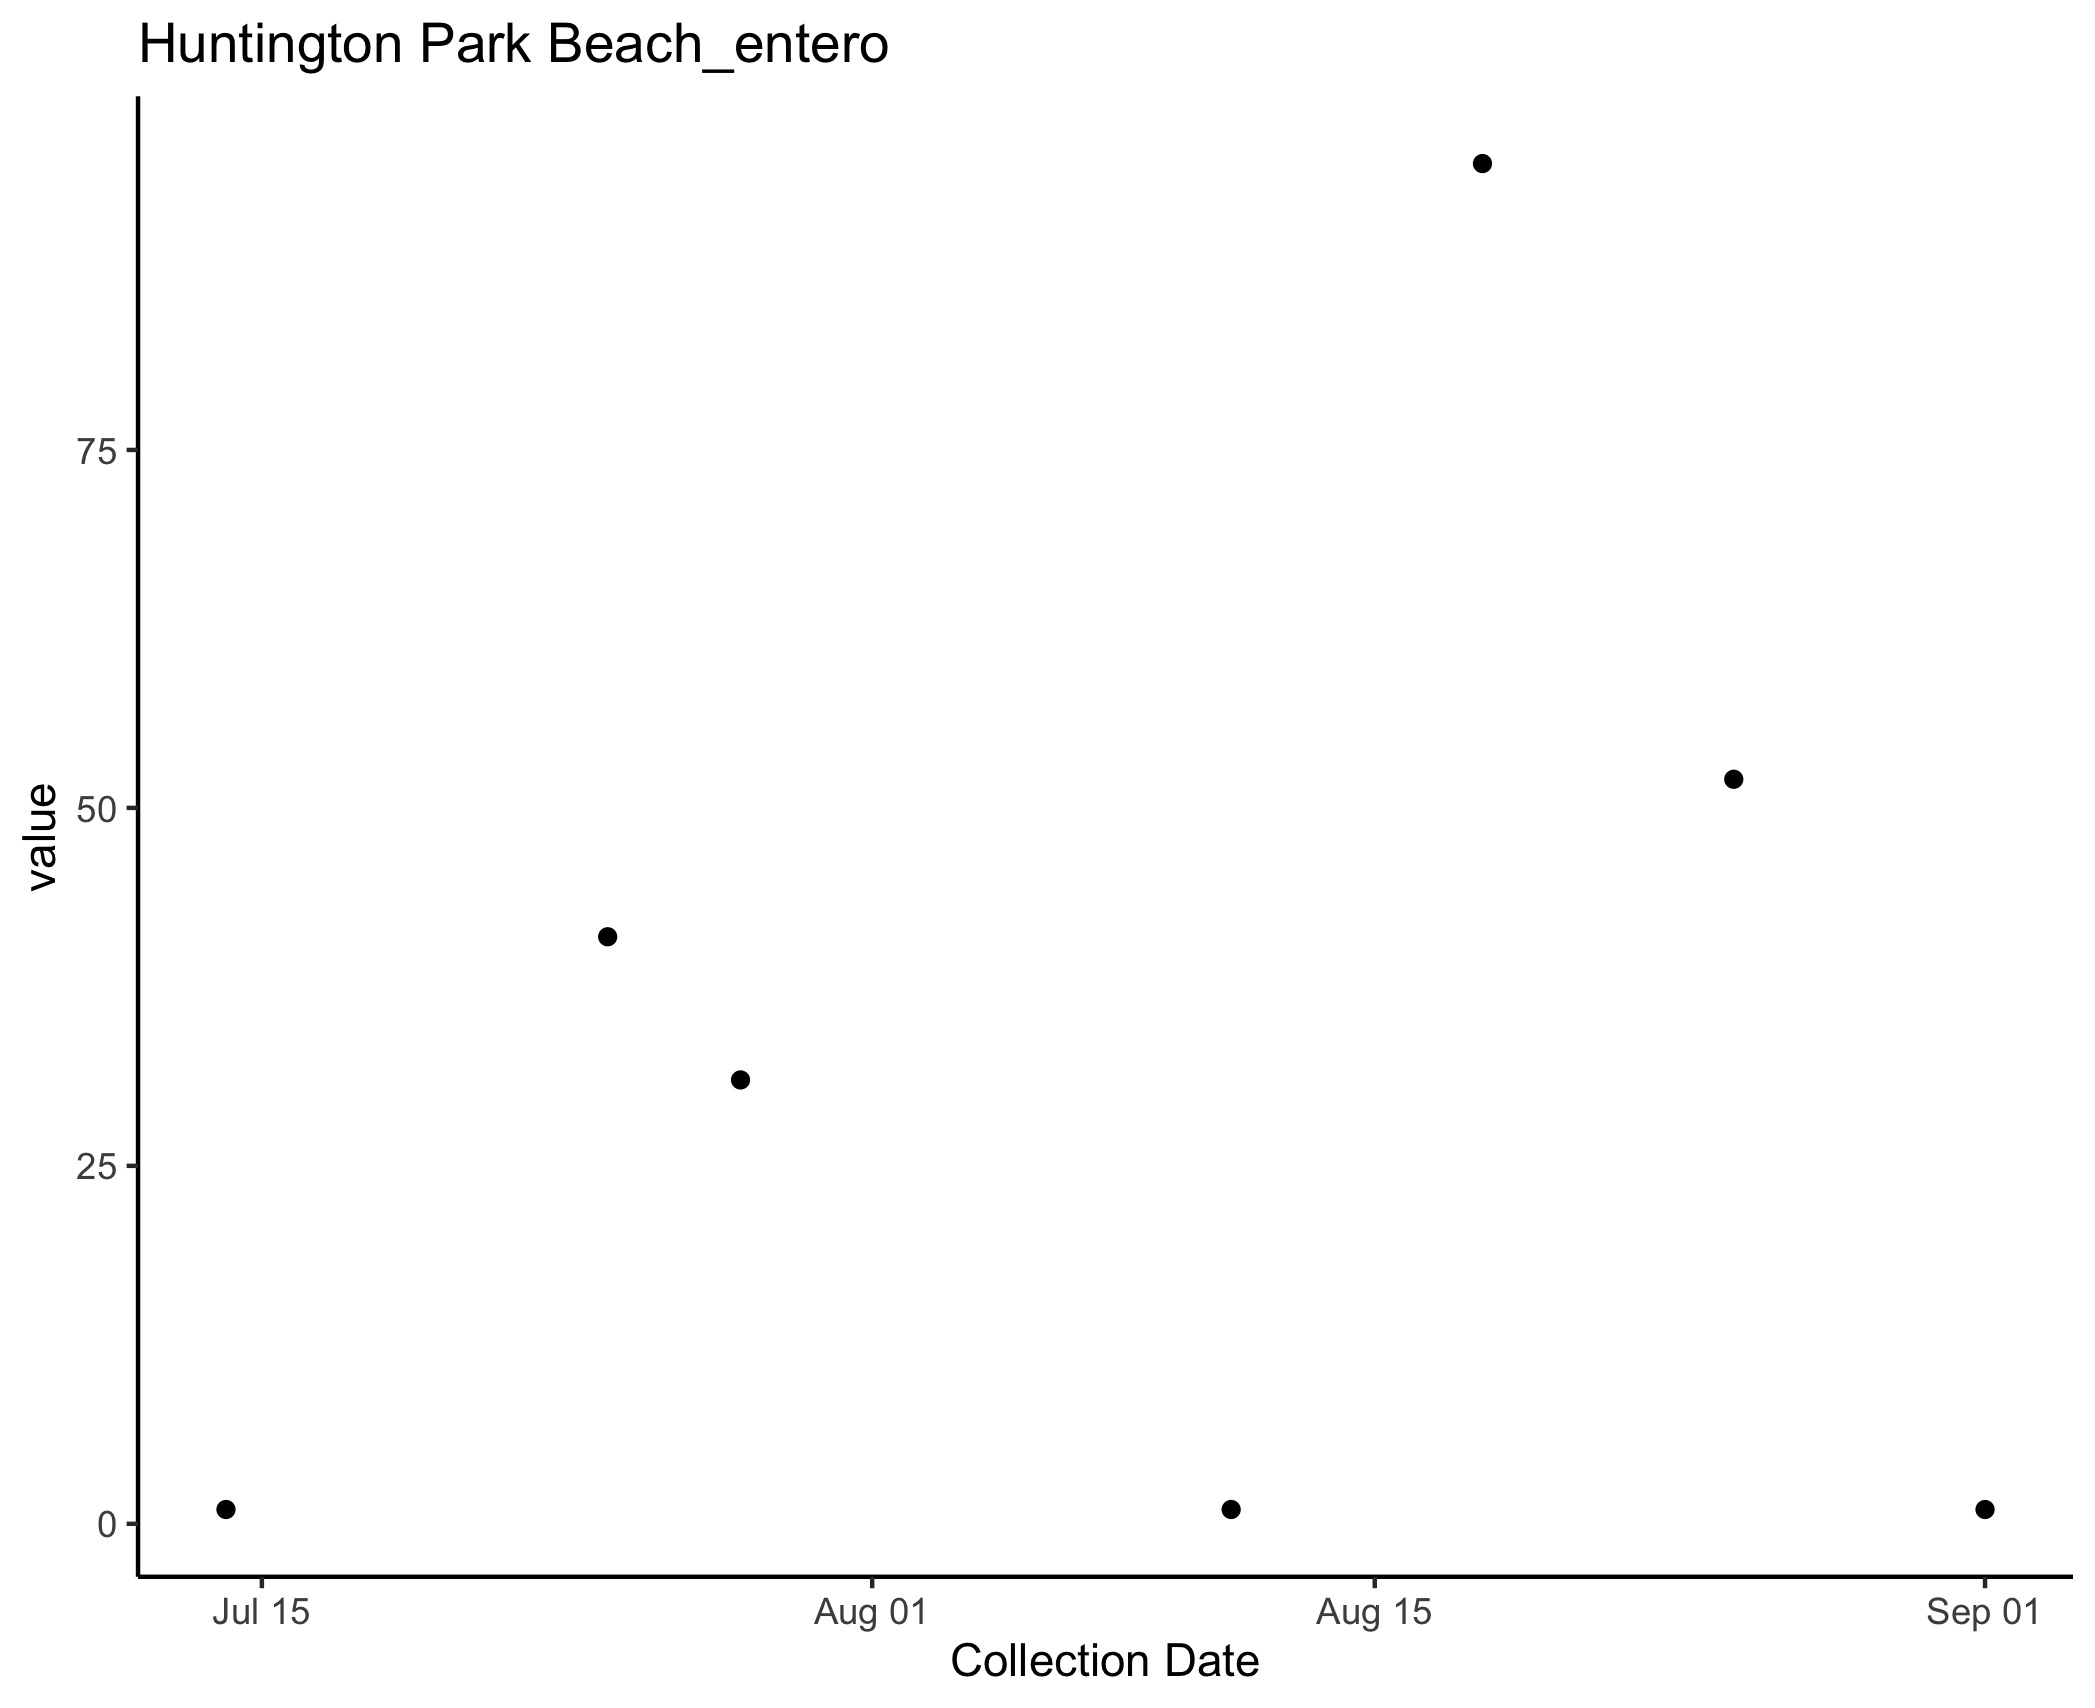 Huntington Park Beach_entero
75
50
25
0
value
Jul 15
Aug 01
Aug 15
Sep 01
Collection Date